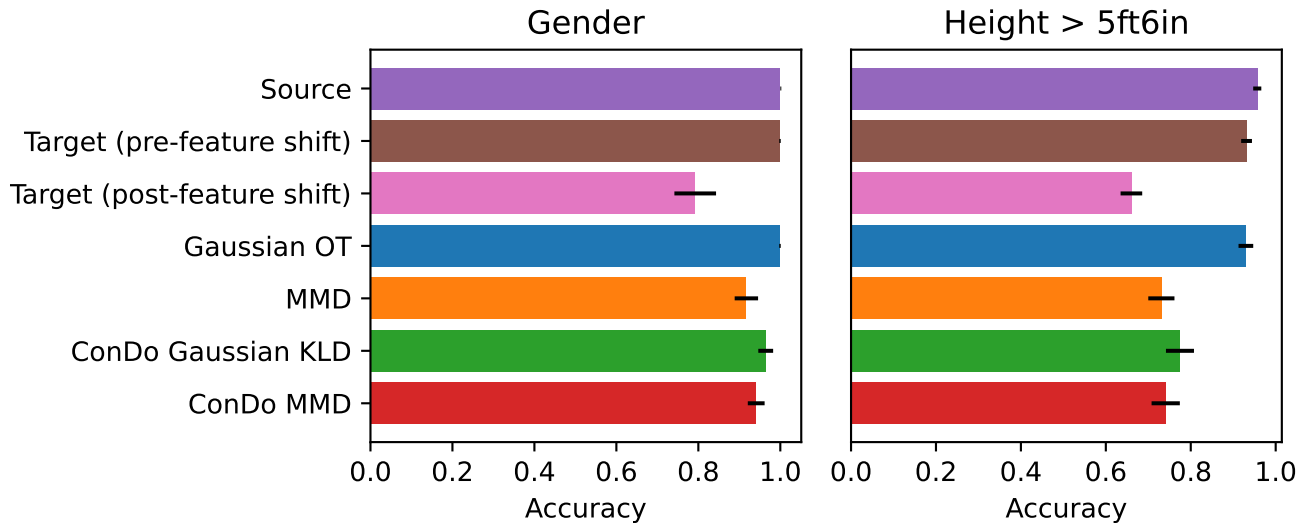 Gender
Height > 5ft6in
Source
Target (pre-feature shift)
Target (post-feature shift)
Gaussian OT
MMD
ConDo Gaussian KLD
ConDo MMD
0.0 0.2 0.4 0.6 0.8 1.0
0.0 0.2 0.4 0.6 0.8 1.0
Accuracy
Accuracy